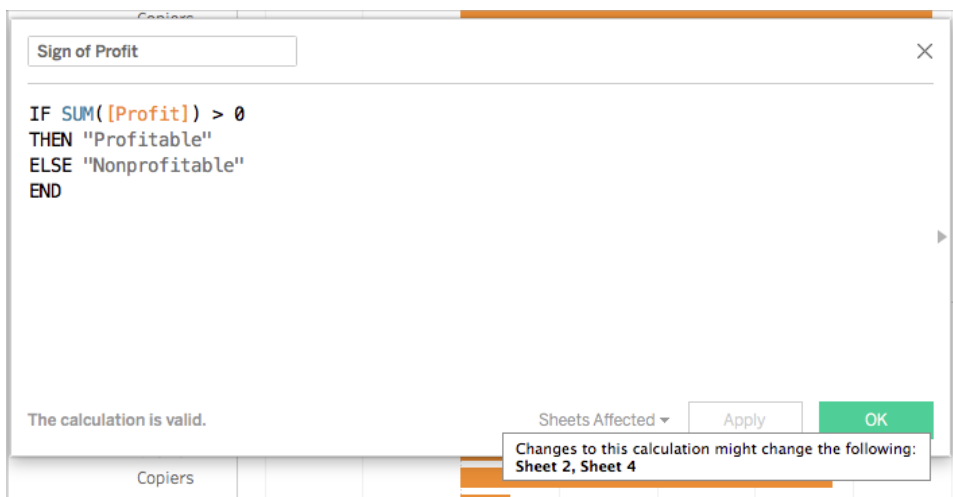 Copiers
Sign of Profit
IF SUM([Profit]) > 0
THEN "Profitable"
ELSE "Nonprofitable"
END
The calculation is valid.
Sheets Affected
Apply
OK
Changes to this calculation might change the following:
Sheet 2, Sheet 4
Copiers